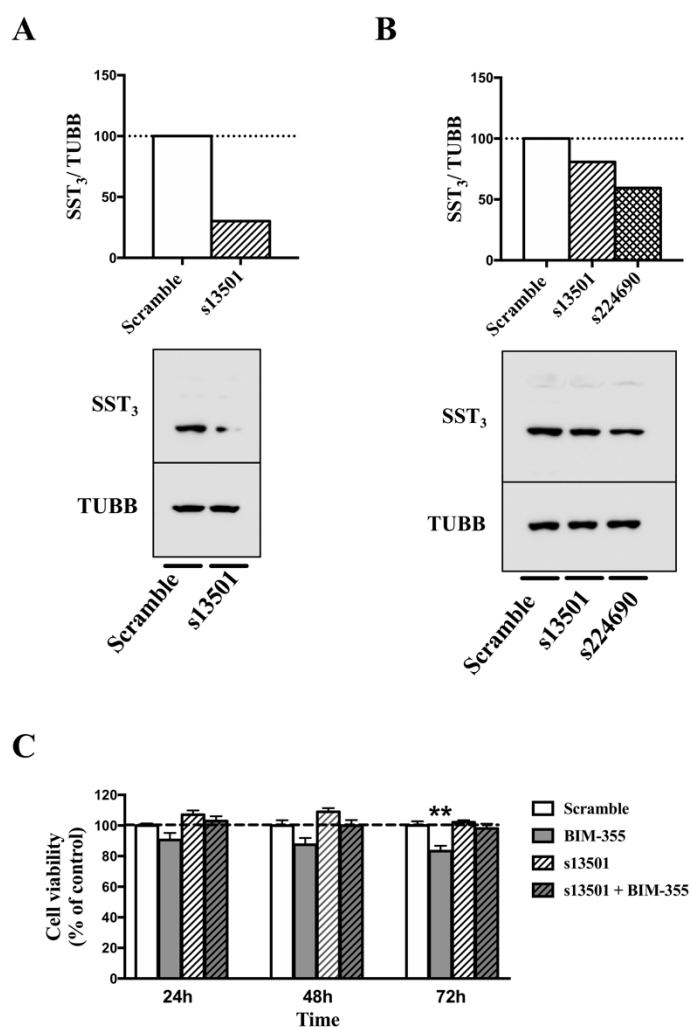 A
150
100
50
0
SST3/ TUBB
Scramble
s13501
SST3
TUBB
Scramble
s13501
B
150
100
50
0
SST3/ TUBB
Scramble
s13501
s224690
SST3
TUBB
Scramble
s13501
s224690
C
120
100
80
60
40
20
0
Cell viability
(% of control)
**
24h
48h
72h
Time
Scramble
BIM-355
s13501
s13501 + BIM-355